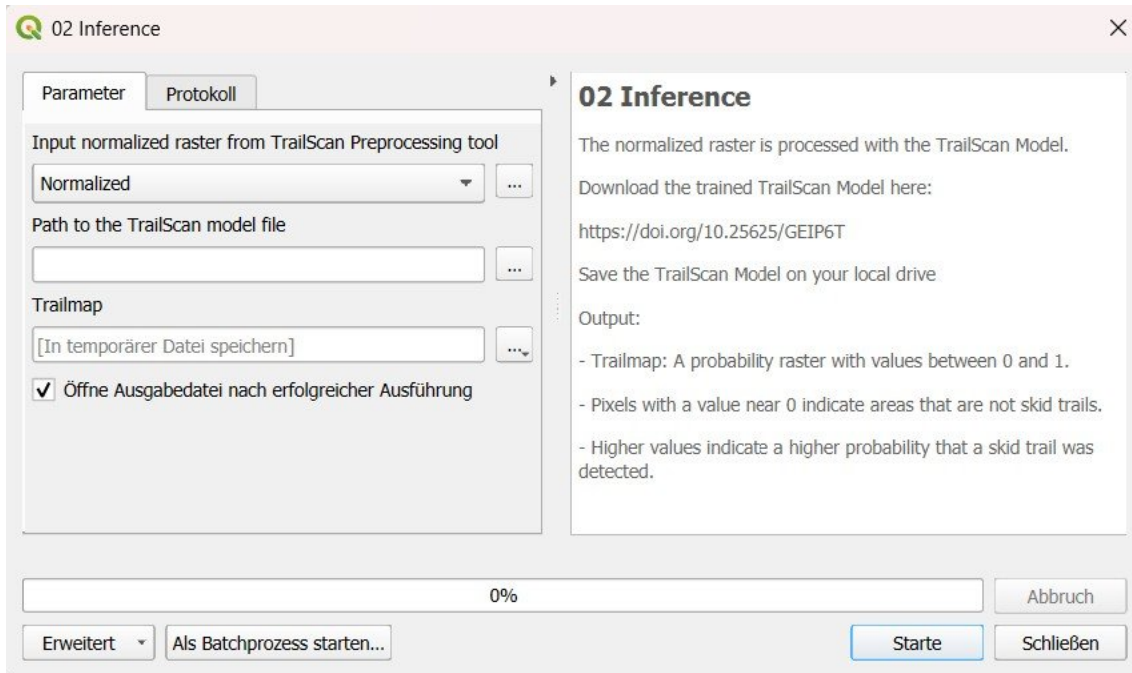 02 Inference
Parameter
Protokoll
Input normalized raster from TrailScan Preprocessing tool
Normalized
...
Path to the TrailScan model file
...
Trailmap
[In temporärer Datei speichern]
...
Öffne Ausgabedatei nach erfolgreicher Ausführung
02 Inference
The normalized raster is processed with the TrailScan Model.
Download the trained TrailScan Model here:
https://doi.org/10.25625/GEIP6T
Save the TrailScan Model on your local drive
Output:
- Trailmap: A probability raster with values between 0 and 1.
- Pixels with a value near 0 indicate areas that are not skid trails.
- Higher values indicate a higher probability that a skid trail was
detected.
0%
Abbruch
Erweitert
Als Batchprozess starten...
Starte
Schließen